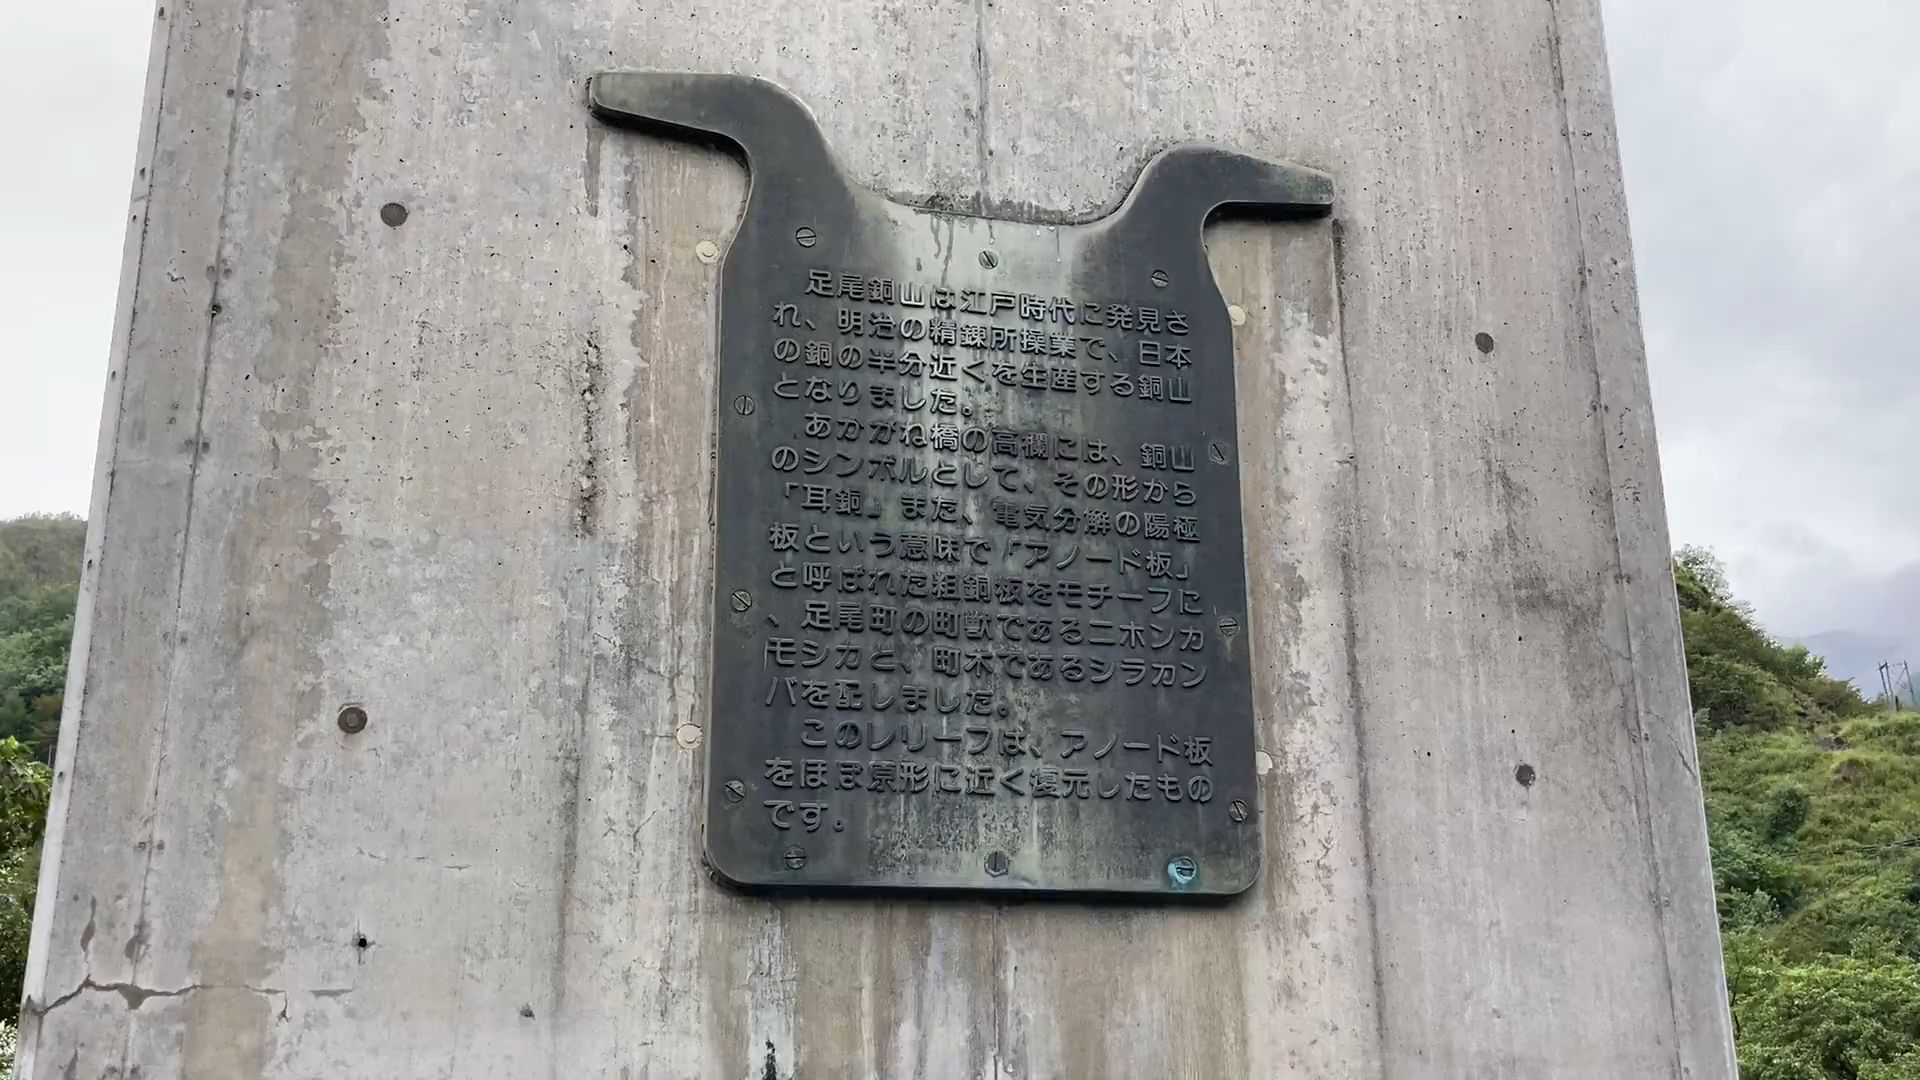 足尾銅山は江戸時代に発見さ
れ、明治の精錬所操業で、日本
の銅の半分近くを生産する銅山
となりました。
あかがね橋の高欄には、銅山
のシンボルとして、その形から
「耳銅」また、電気分解の陽極
板という意味で「アノード板」
と呼ばれた粗銅板をモチーフに
、足尾町の町獣であるニホンカ
モシカと、町木であるシラカン
バを配しました。
このレリーフは、アノード板
をほぼ原形に近く復元したもの
です。